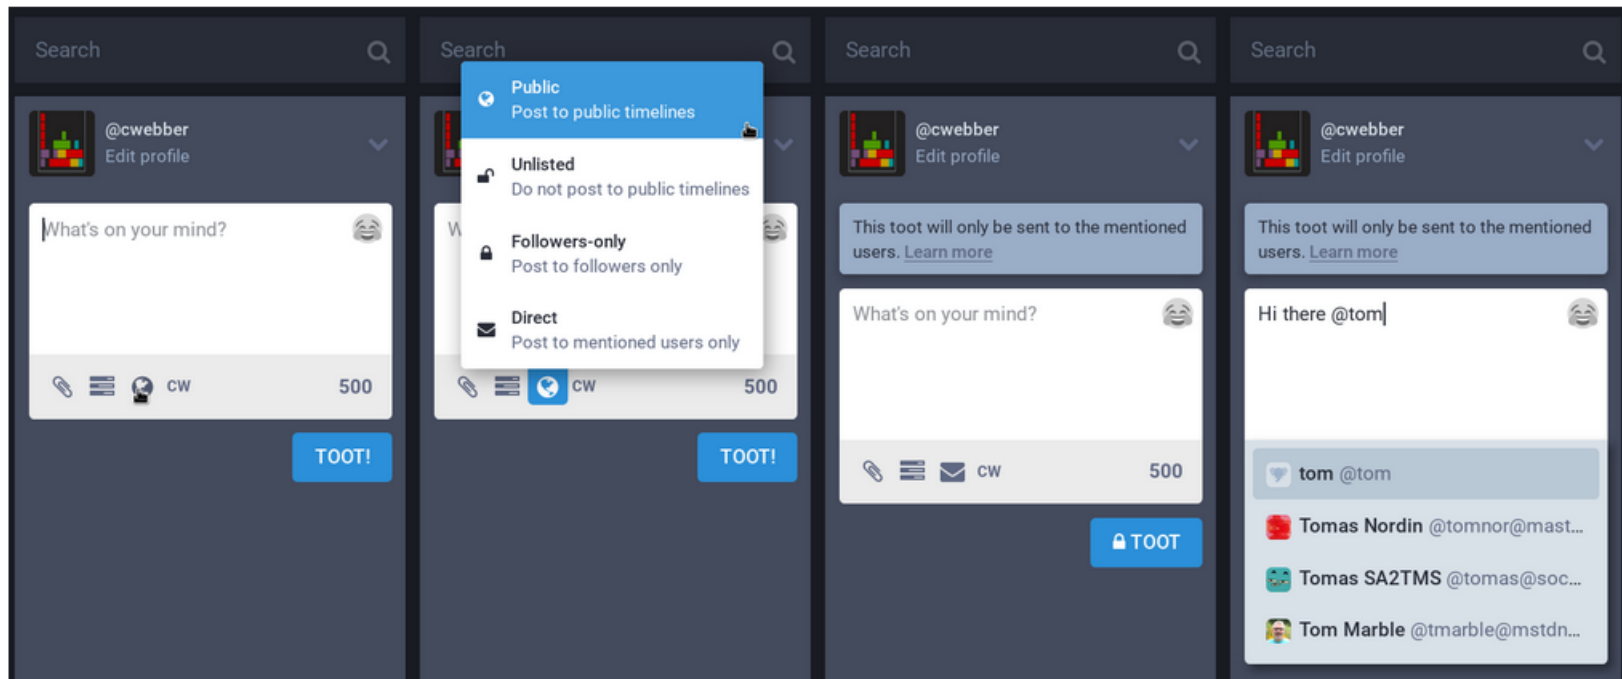 Search
@cwebber
Edit profile
What's on your mind?
CW
500
TOOT!
Search
Public
Post to public timelines
Unlisted
Do not post to public timelines
Followers-only
Post to followers only
Direct
Post to mentioned users only
W
CW
500
TOOT!
Search
@cwebber
Edit profile
This toot will only be sent to the mentioned
users. Learn more
What's on your mind?
CW
500
TOOT
Search
@cwebber
Edit profile
This toot will only be sent to the mentioned
users. Learn more
Hi there @tom
tom @tom
Tomas Nordin @tomnor@mast...
Tomas SA2TMS @tomas@soc...
Tom Marble @tmarble@mstdn...